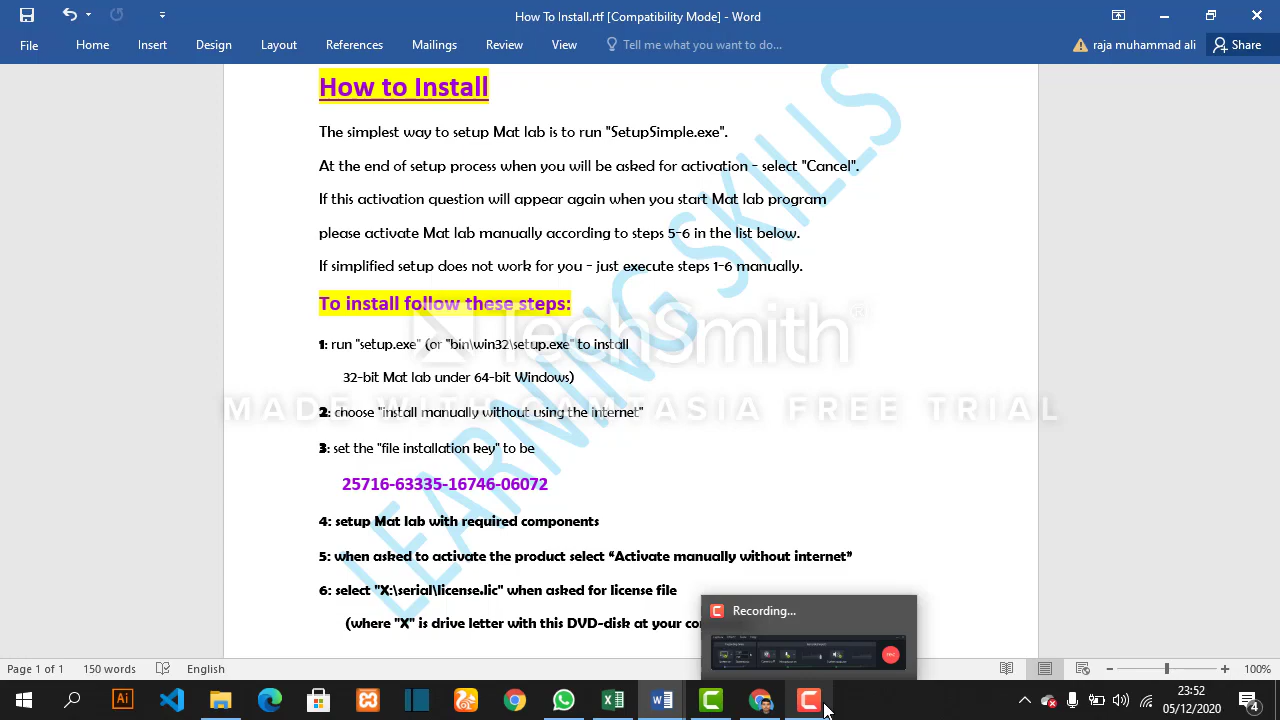 How To Install.rtf [Compatibility Mode] - Word
File Home Insert Design Layout References Mailings Review View Tell me what you want to do... raja muhammad ali Share
How to Install
The simplest way to setup Mat lab is to run "SetupSimple.exe".
At the end of setup process when you will be asked for activation - select "Cancel".
If this activation question will appear again when you start Mat lab program
please activate Mat lab manually according to steps 5-6 in the list below.
If simplified setup does not work for you - just execute steps 1-6 manually.
To install follow these steps:
1: run "setup.exe" (or "bin\win32\setup.exe" to install
32-bit Mat lab under 64-bit Windows)
2: choose "install manually without using the internet"
3: set the "file installation key" to be
25716-63335-16746-06072
4: setup Mat lab with required components
5: when asked to activate the product select “Activate manually without internet”
6: select "X:\serial\license.lic" when asked for license file
(where "X" is drive letter with this DVD-disk at your
LEARNING SKILLS
TechSmith
MADE WITH CAMTASIA FREE TRIAL
Recording...
Page 1 of 1 150 words English 100%
23:52
05/12/2020
4